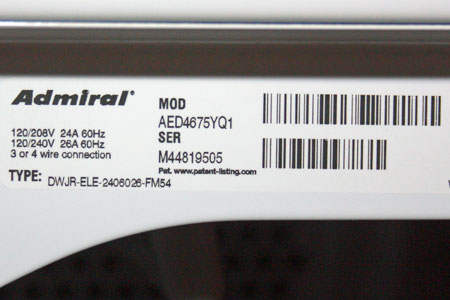 Admiral
120/208V 24A 60Hz
120/240V 26A 60Hz
3 or 4 wire connection
TYPE: DWJR-ELE-2406026-FM54
MOD
AED4675YQ1
SER
M44819505
Pat. www.patent-listing.com